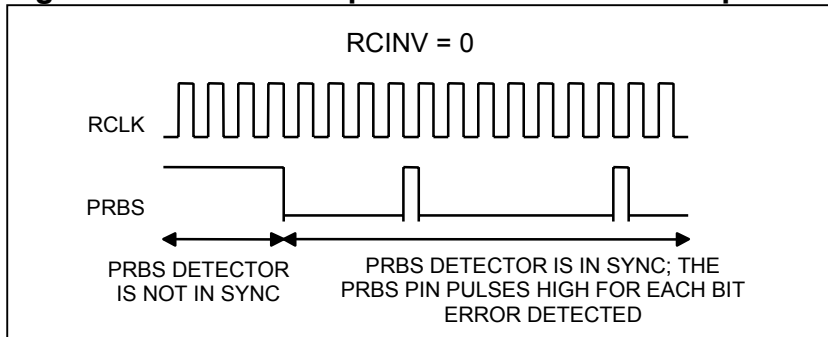 RCINV = 0
RCLK
PRBS
PRBS DETECTOR
IS NOT IN SYNC
PRBS DETECTOR IS IN SYNC; THE
PRBS PIN PULSES HIGH FOR EACH BIT
ERROR DETECTED